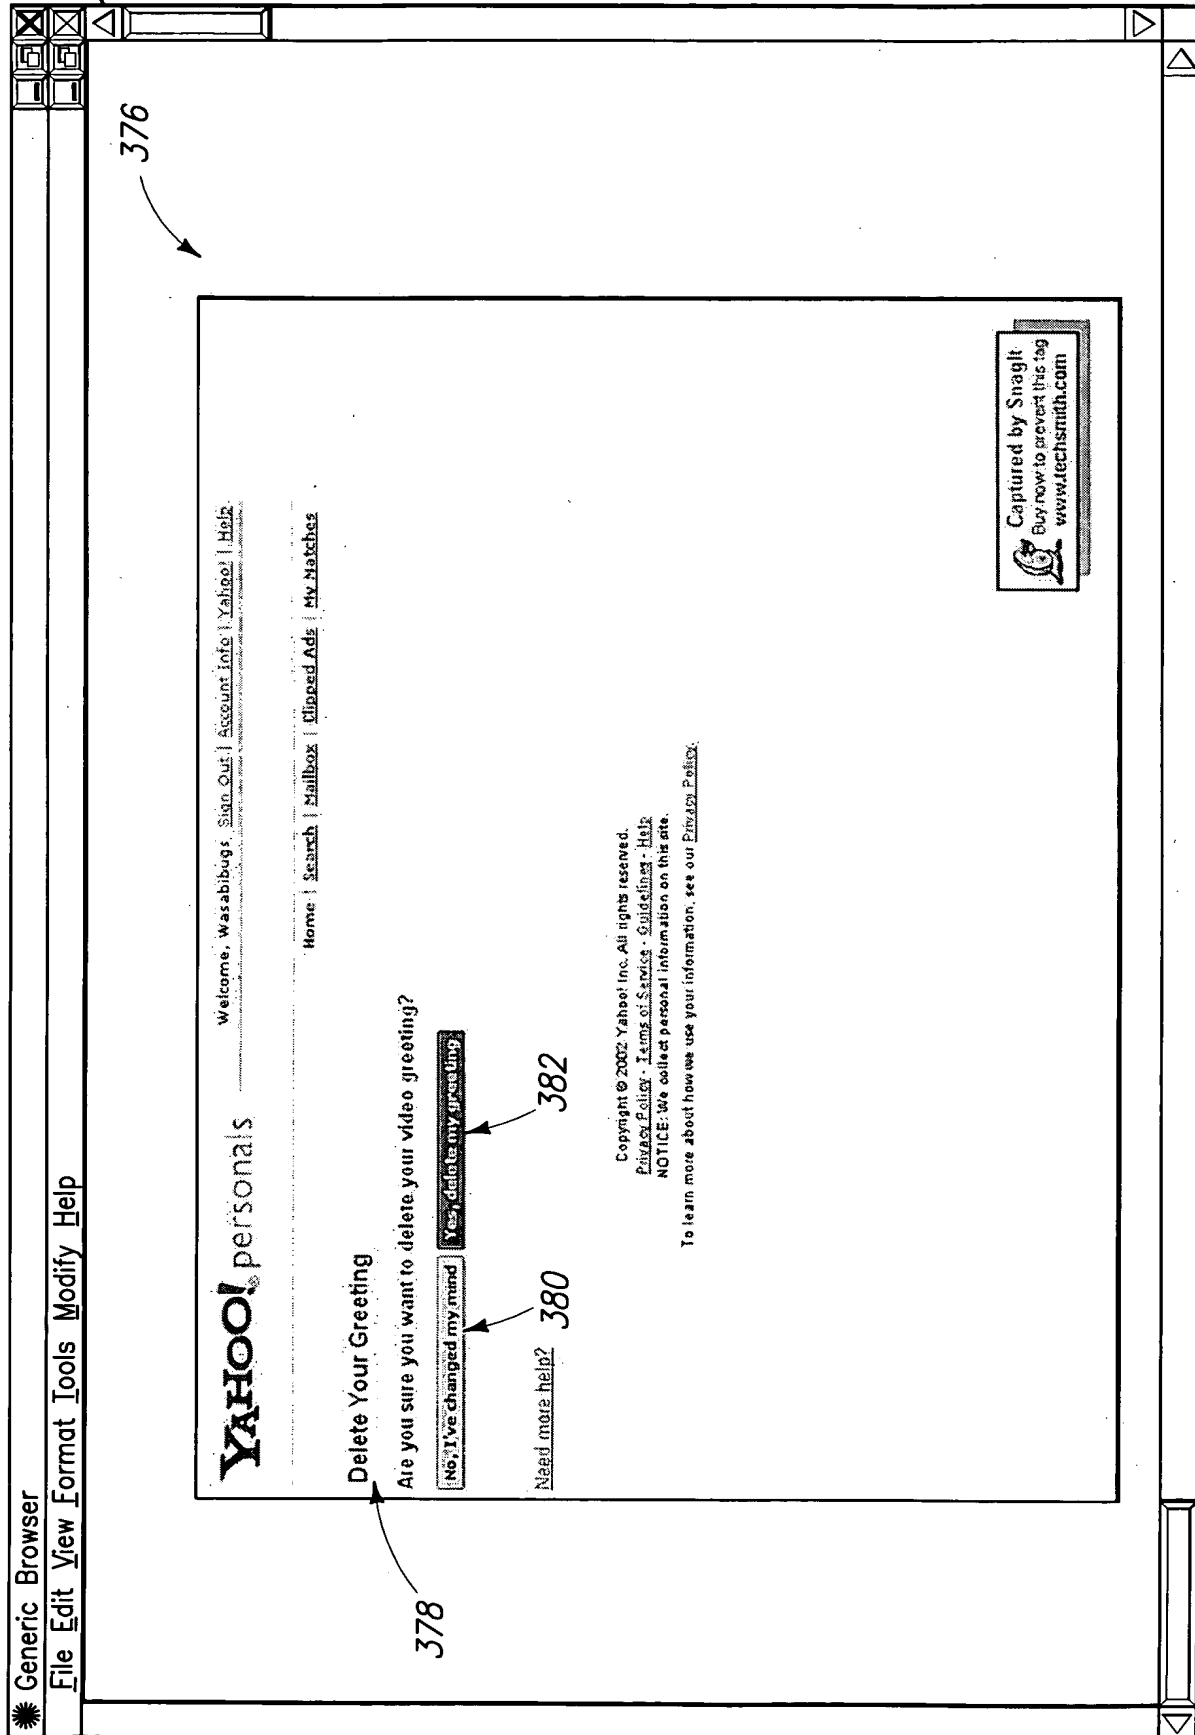 Generic Browser
File Edit View Format Tools Modify Help
376
YAHOO! personals
Welcome, Wasabibugs Sign Out | Account Info | Yahoo! | Help
Home | Search | Mailbox | Clipped Ads | My Matches
378
Delete Your Greeting
Are you sure you want to delete your video greeting?
No, I've changed my mind Yes, delete my greeting
Need more help? 380 382
Copyright © 2002 Yahoo! Inc. All rights reserved.
Privacy Policy - Terms of Service - Guidelines - Help
NOTICE: We collect personal information on this site.
To learn more about how we use your information, see our Privacy Policy.
Captured by SnagIt
Buy now to prevent this tag
www.techsmith.com